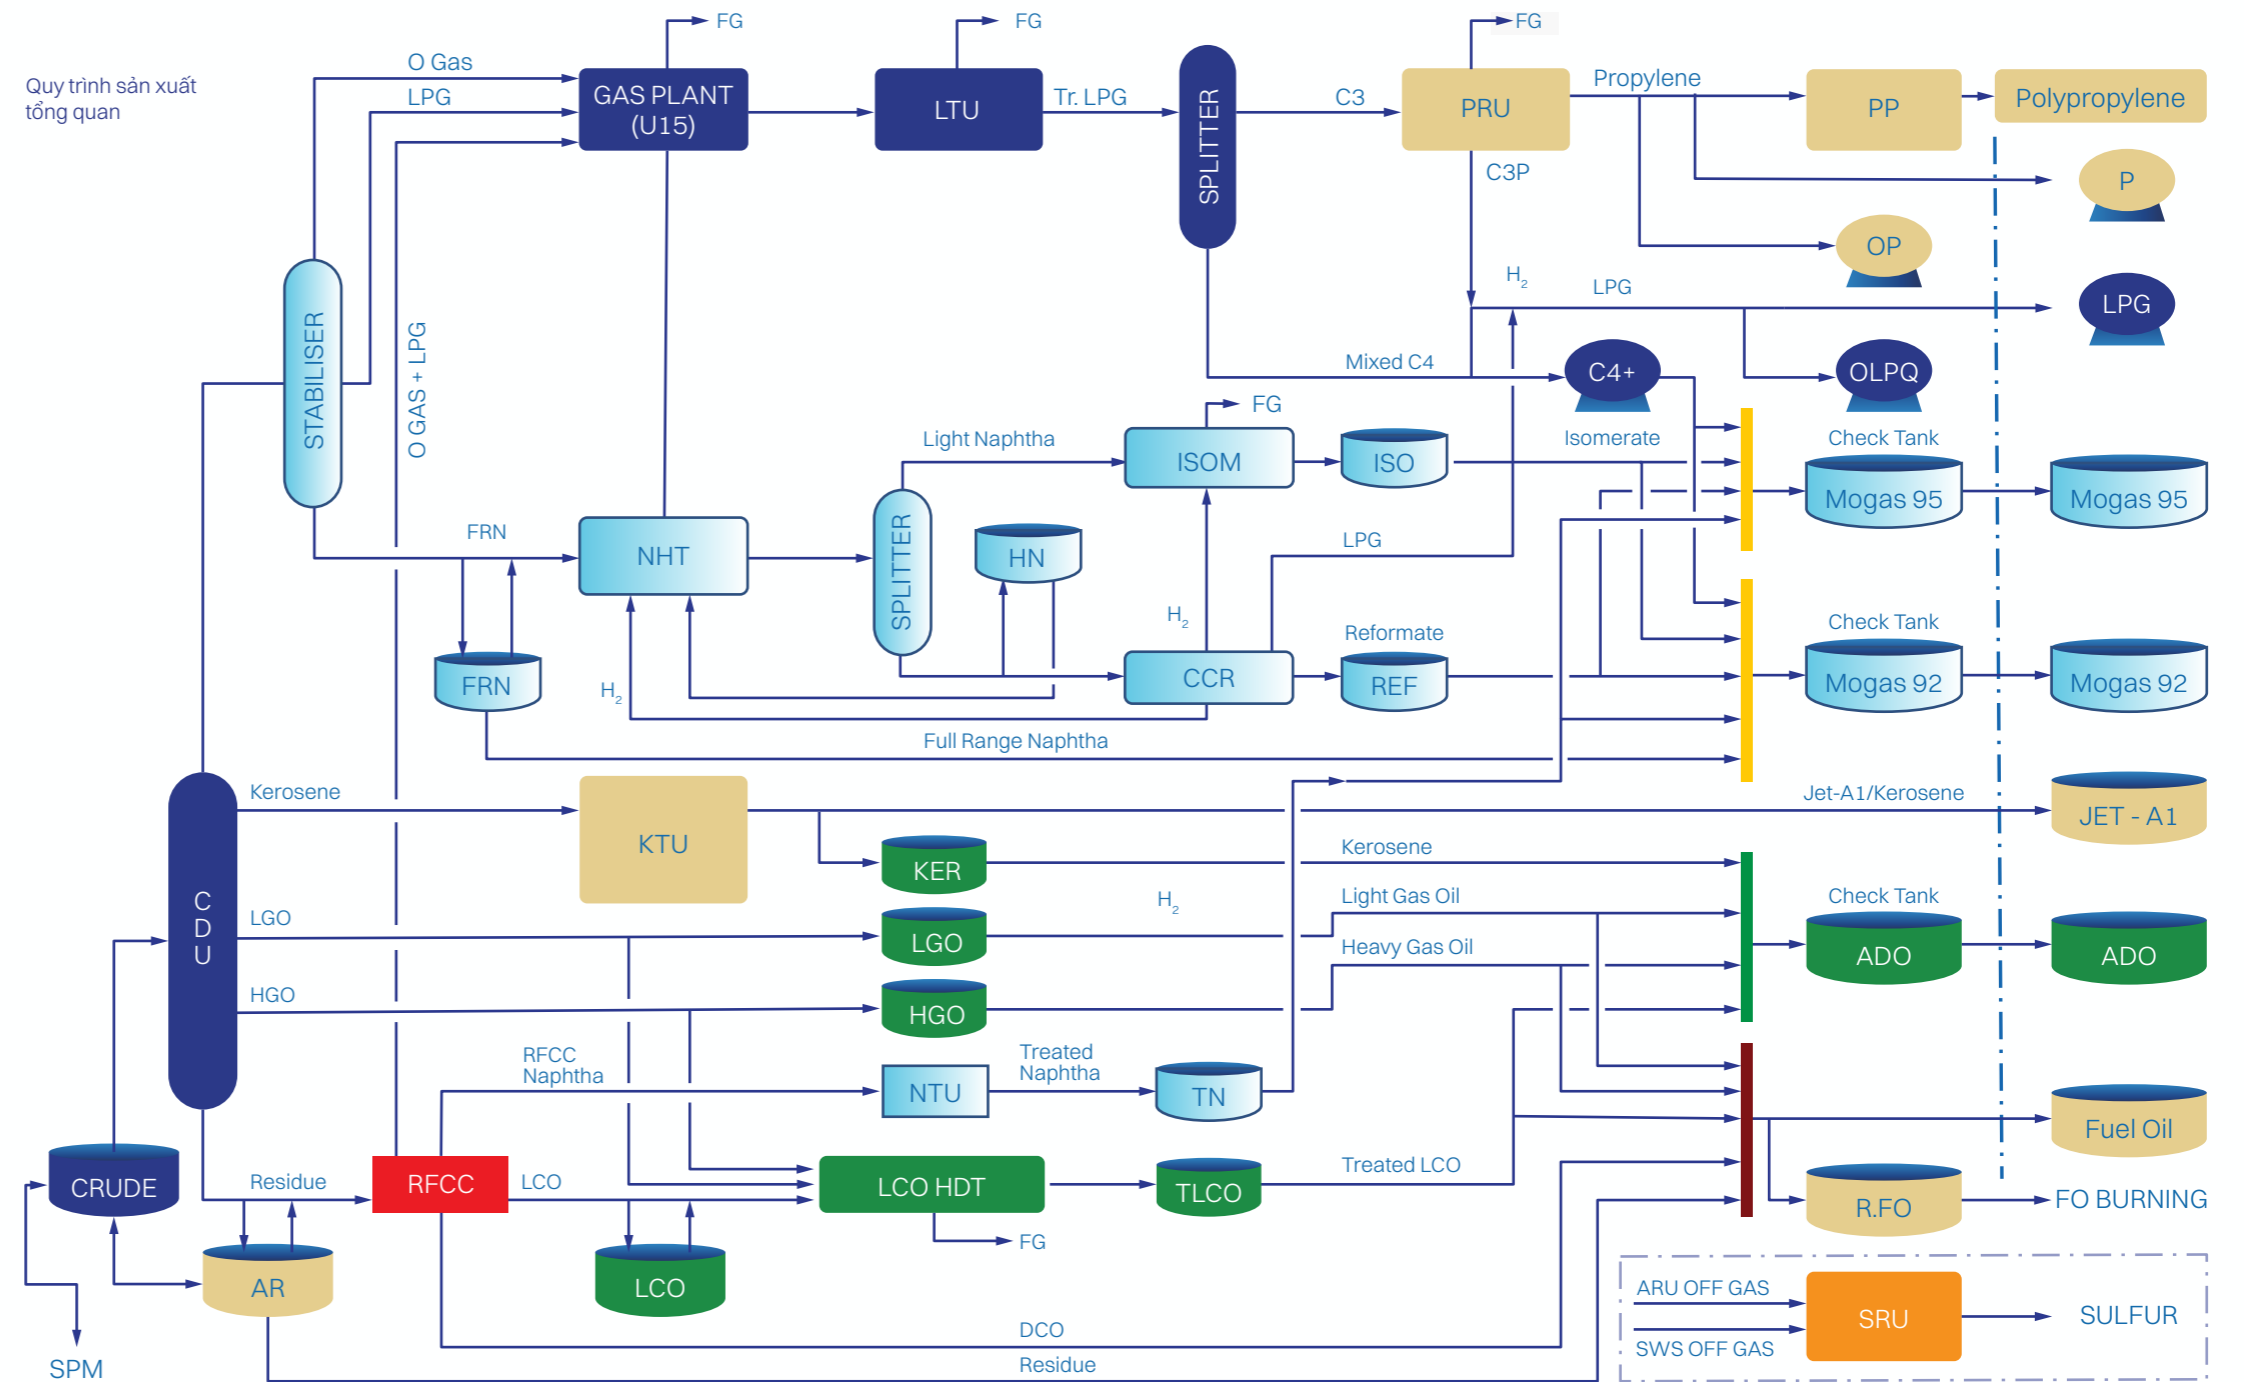 Quy trình sản xuất
tổng quan
FG
FG
FG
O Gas
LPG
GAS PLANT
(U15)
LTU
Tr. LPG
SPLITTER
C3
PRU
Propylene
PP
Polypropylene
C3P
P
OP
H₂
LPG
LPG
STABILISER
O GAS + LPG
Mixed C4
C4+
OLPQ
FG
Light Naphtha
ISOM
ISO
Isomerate
Check Tank
Mogas 95
Mogas 95
FRN
NHT
SPLITTER
HN
LPG
H₂
Reformate
Check Tank
FRN
H₂
CCR
REF
Mogas 92
Mogas 92
Full Range Naphtha
Kerosene
KTU
Jet-A1/Kerosene
JET - A1
KER
Kerosene
C
D
U
LGO
LGO
H₂
Light Gas Oil
Check Tank
Heavy Gas Oil
ADO
ADO
HGO
HGO
RFCC
Naphtha
NTU
Treated
Naphtha
TN
Fuel Oil
CRUDE
Residue
RFCC
LCO
LCO HDT
TLCO
Treated LCO
R.FO
FO BURNING
FG
AR
LCO
ARU OFF GAS
SRU
SULFUR
SWS OFF GAS
DCO
Residue
SPM